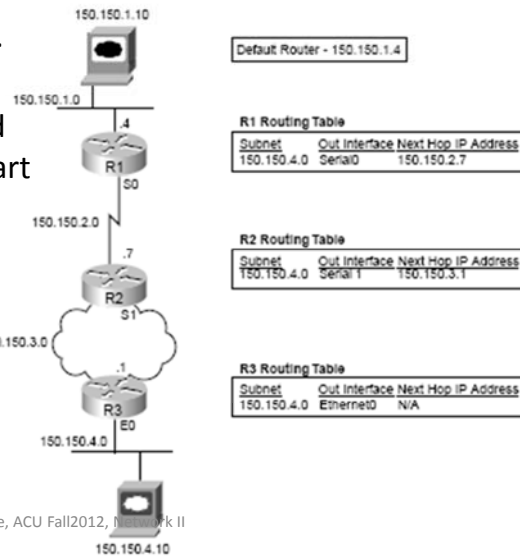 150.150.1.10
Default Router - 150.150.1.4
150.150.1.0
.4
R1
S0
art
R1 Routing Table
Subnet Out Interface Next Hop IP Address
150.150.4.0 Serial0 150.150.2.7
150.150.2.0
.7
R2
S1
R2 Routing Table
Subnet Out Interface Next Hop IP Address
150.150.4.0 Serial 1 150.150.3.1
.150.3.0
.1
R3
E0
R3 Routing Table
Subnet Out Interface Next Hop IP Address
150.150.4.0 Ethernet0 N/A
150.150.4.0
e, ACU Fall2012, Network II
150.150.4.10